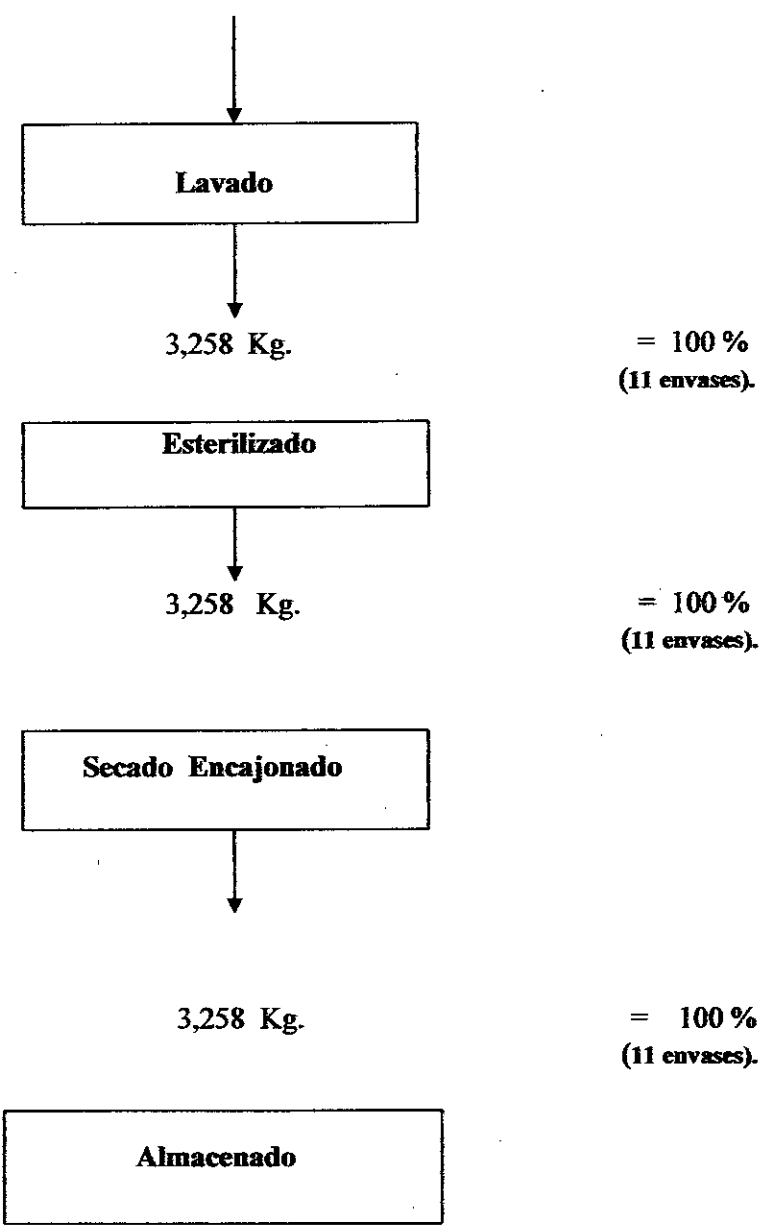 Lavado
3,258 Kg. = 100 %
(11 envases).
Esterilizado
3,258 Kg. = 100 %
(11 envases).
Secado Encajonado
3,258 Kg. = 100 %
(11 envases).
Almacenado